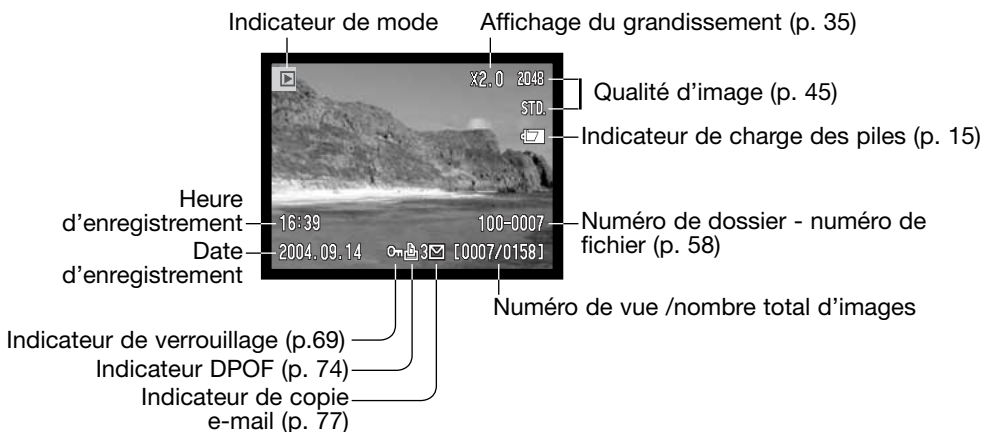 Indicateur de mode
Affichage du grandissement (p. 35)
X2.0 2048
STD.
Qualité d'image (p. 45)
Indicateur de charge des piles (p. 15)
Heure
d'enregistrement
16:39
100-0007
Numéro de dossier - numéro de
fichier (p. 58)
Date
d'enregistrement
2004.09.14
3
[0007/0158]
Numéro de vue /nombre total d'images
Indicateur de verrouillage (p.69)
Indicateur DPOF (p. 74)
Indicateur de copie
e-mail (p. 77)